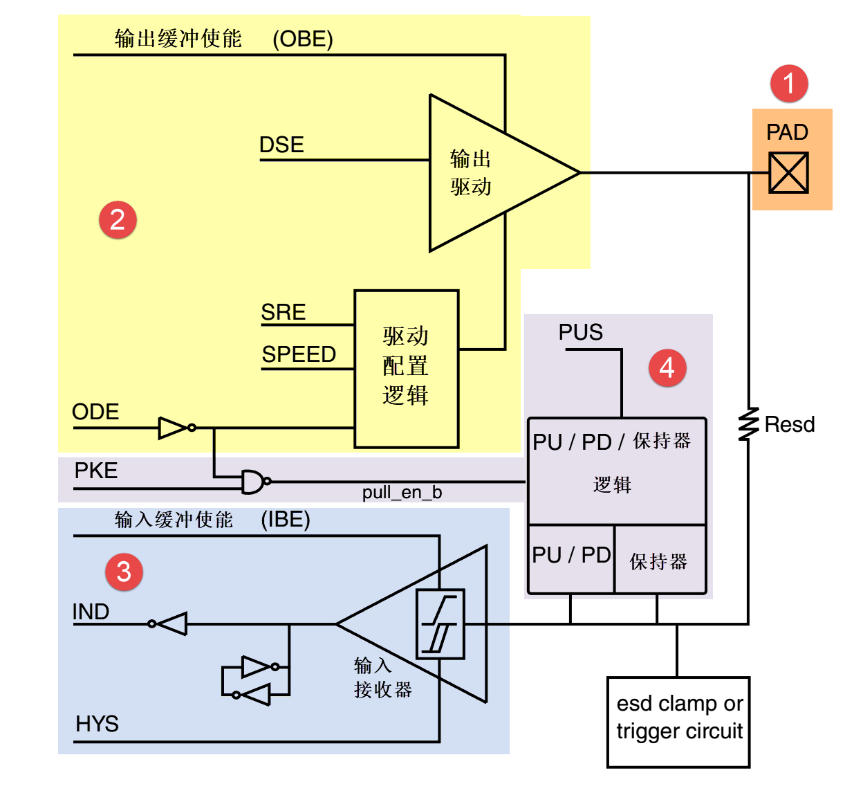 输出缓冲使能 (OBE)
1
PAD
DSE
输出
驱动
2
SRE
SPEED
驱动
配置
逻辑
PUS
4
ODE
Resd
PU / PD / 保持器
逻辑
PKE
pull_en_b
输入缓冲使能 (IBE)
PU / PD
保持器
3
IND
输入
接收器
HYS
esd clamp or
trigger circuit